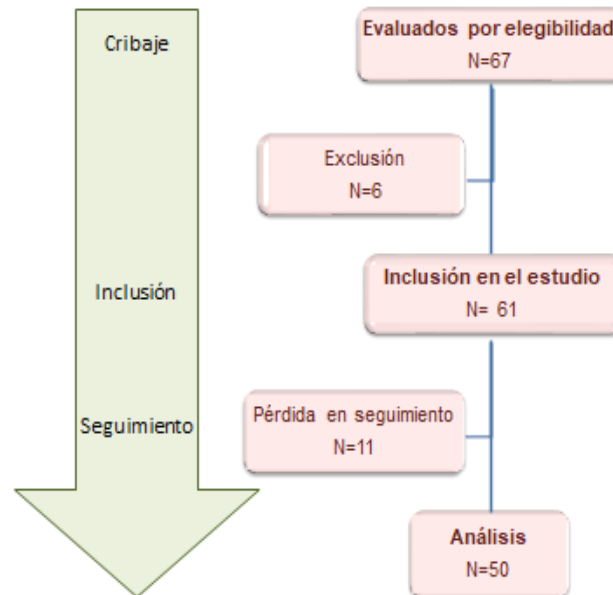 Cribaje
Evaluados por elegibilidad
N=67
Exclusión
N=6
Inclusión
Inclusión en el estudio
N= 61
Seguimiento
Pérdida en seguimiento
N=11
Análisis
N=50